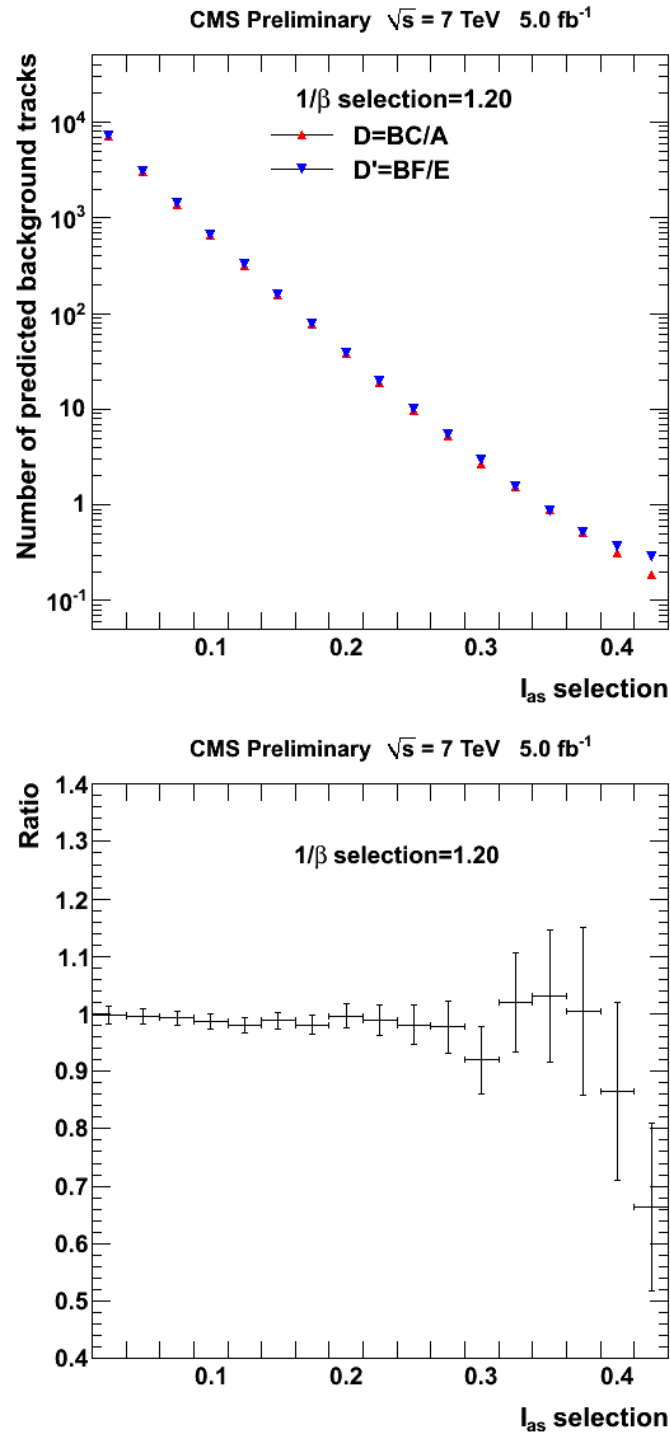 CMS Preliminary √s = 7 TeV 5.0 fb⁻¹
Number of predicted background tracks
1/β selection=1.20
D=BC/A
D'=BF/E
10⁴
10³
10²
10
1
10⁻¹
0.1 0.2 0.3 0.4
I_as selection
CMS Preliminary √s = 7 TeV 5.0 fb⁻¹
Ratio
1/β selection=1.20
1.4
1.3
1.2
1.1
1
0.9
0.8
0.7
0.6
0.5
0.4
0.1 0.2 0.3 0.4
I_as selection